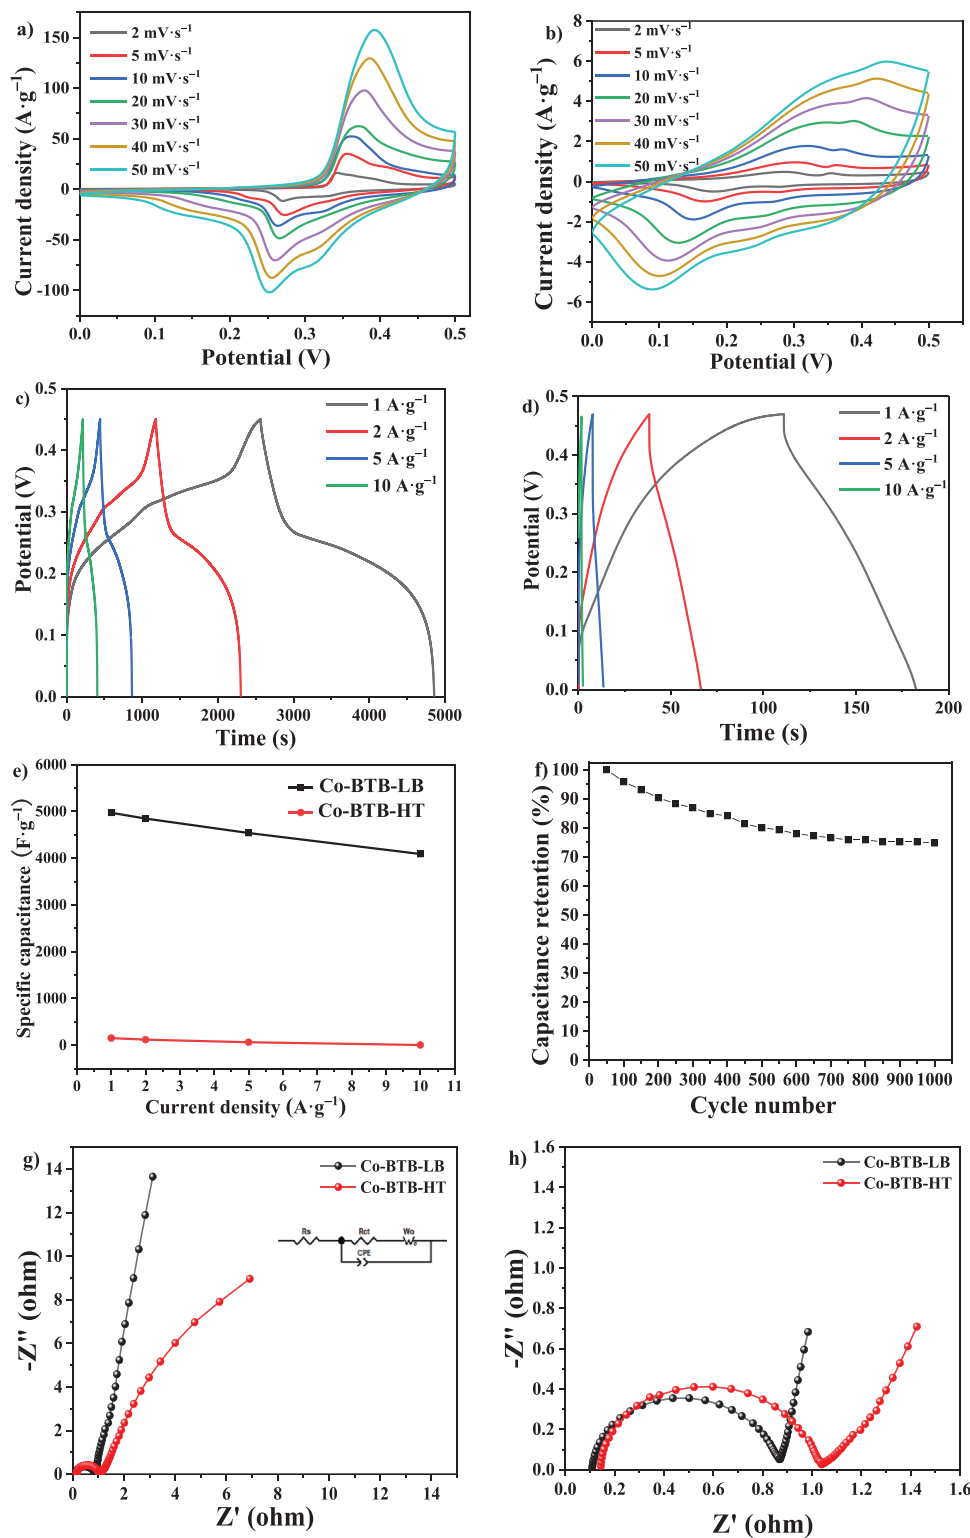 a)
2 mV·s⁻¹
5 mV·s⁻¹
10 mV·s⁻¹
20 mV·s⁻¹
30 mV·s⁻¹
40 mV·s⁻¹
50 mV·s⁻¹
150
100
50
0
-50
-100
Current density (A·g⁻¹)
0.0 0.1 0.2 0.3 0.4 0.5
Potential (V)
b)
2 mV·s⁻¹
5 mV·s⁻¹
10 mV·s⁻¹
20 mV·s⁻¹
30 mV·s⁻¹
40 mV·s⁻¹
50 mV·s⁻¹
8
6
4
2
0
-2
-4
-6
Current density (A·g⁻¹)
0.0 0.1 0.2 0.3 0.4 0.5
Potential (V)
c)
1 A·g⁻¹
2 A·g⁻¹
5 A·g⁻¹
10 A·g⁻¹
0.5
0.4
0.3
0.2
0.1
0.0
Potential (V)
0 1000 2000 3000 4000 5000
Time (s)
d)
1 A·g⁻¹
2 A·g⁻¹
5 A·g⁻¹
10 A·g⁻¹
0.5
0.4
0.3
0.2
0.1
0.0
Potential (V)
0 50 100 150 200
Time (s)
e)
Co-BTB-LB
Co-BTB-HT
6000
5000
4000
3000
2000
1000
0
Specific capacitance (F·g⁻¹)
0 1 2 3 4 5 6 7 8 9 10 11
Current density (A·g⁻¹)
f)
100
90
80
70
60
50
40
30
20
10
0
Capacitance retention (%)
0 100 200 300 400 500 600 700 800 900 1000
Cycle number
g)
Co-BTB-LB
Co-BTB-HT
Rs Rct Wo
CPE
14
12
10
8
6
4
2
0
-Z'' (ohm)
0 2 4 6 8 10 12 14
Z' (ohm)
h)
Co-BTB-LB
Co-BTB-HT
1.6
1.4
1.2
1.0
0.8
0.6
0.4
0.2
0.0
-Z'' (ohm)
0.0 0.2 0.4 0.6 0.8 1.0 1.2 1.4 1.6
Z' (ohm)